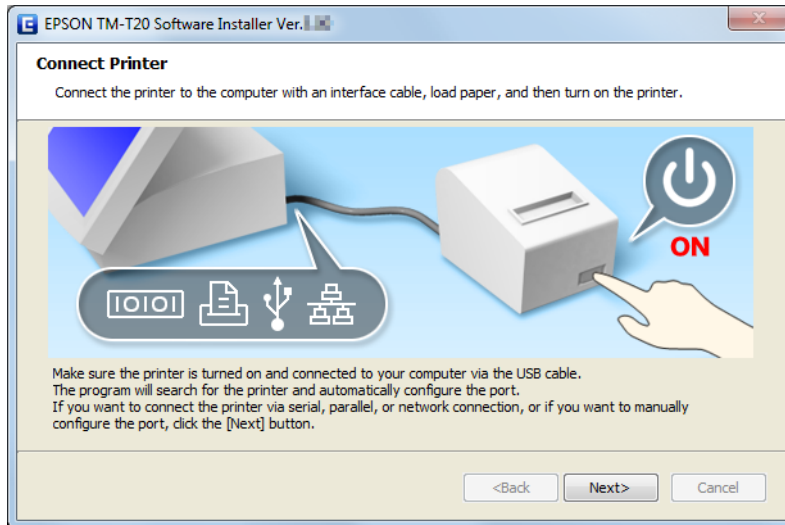 EPSON TM-T20 Software Installer Ver.
Connect Printer
Connect the printer to the computer with an interface cable, load paper, and then turn on the printer.
IOIOI
ON
Make sure the printer is turned on and connected to your computer via the USB cable.
The program will search for the printer and automatically configure the port.
If you want to connect the printer via serial, parallel, or network connection, or if you want to manually
configure the port, click the [Next] button.
<Back
Next>
Cancel